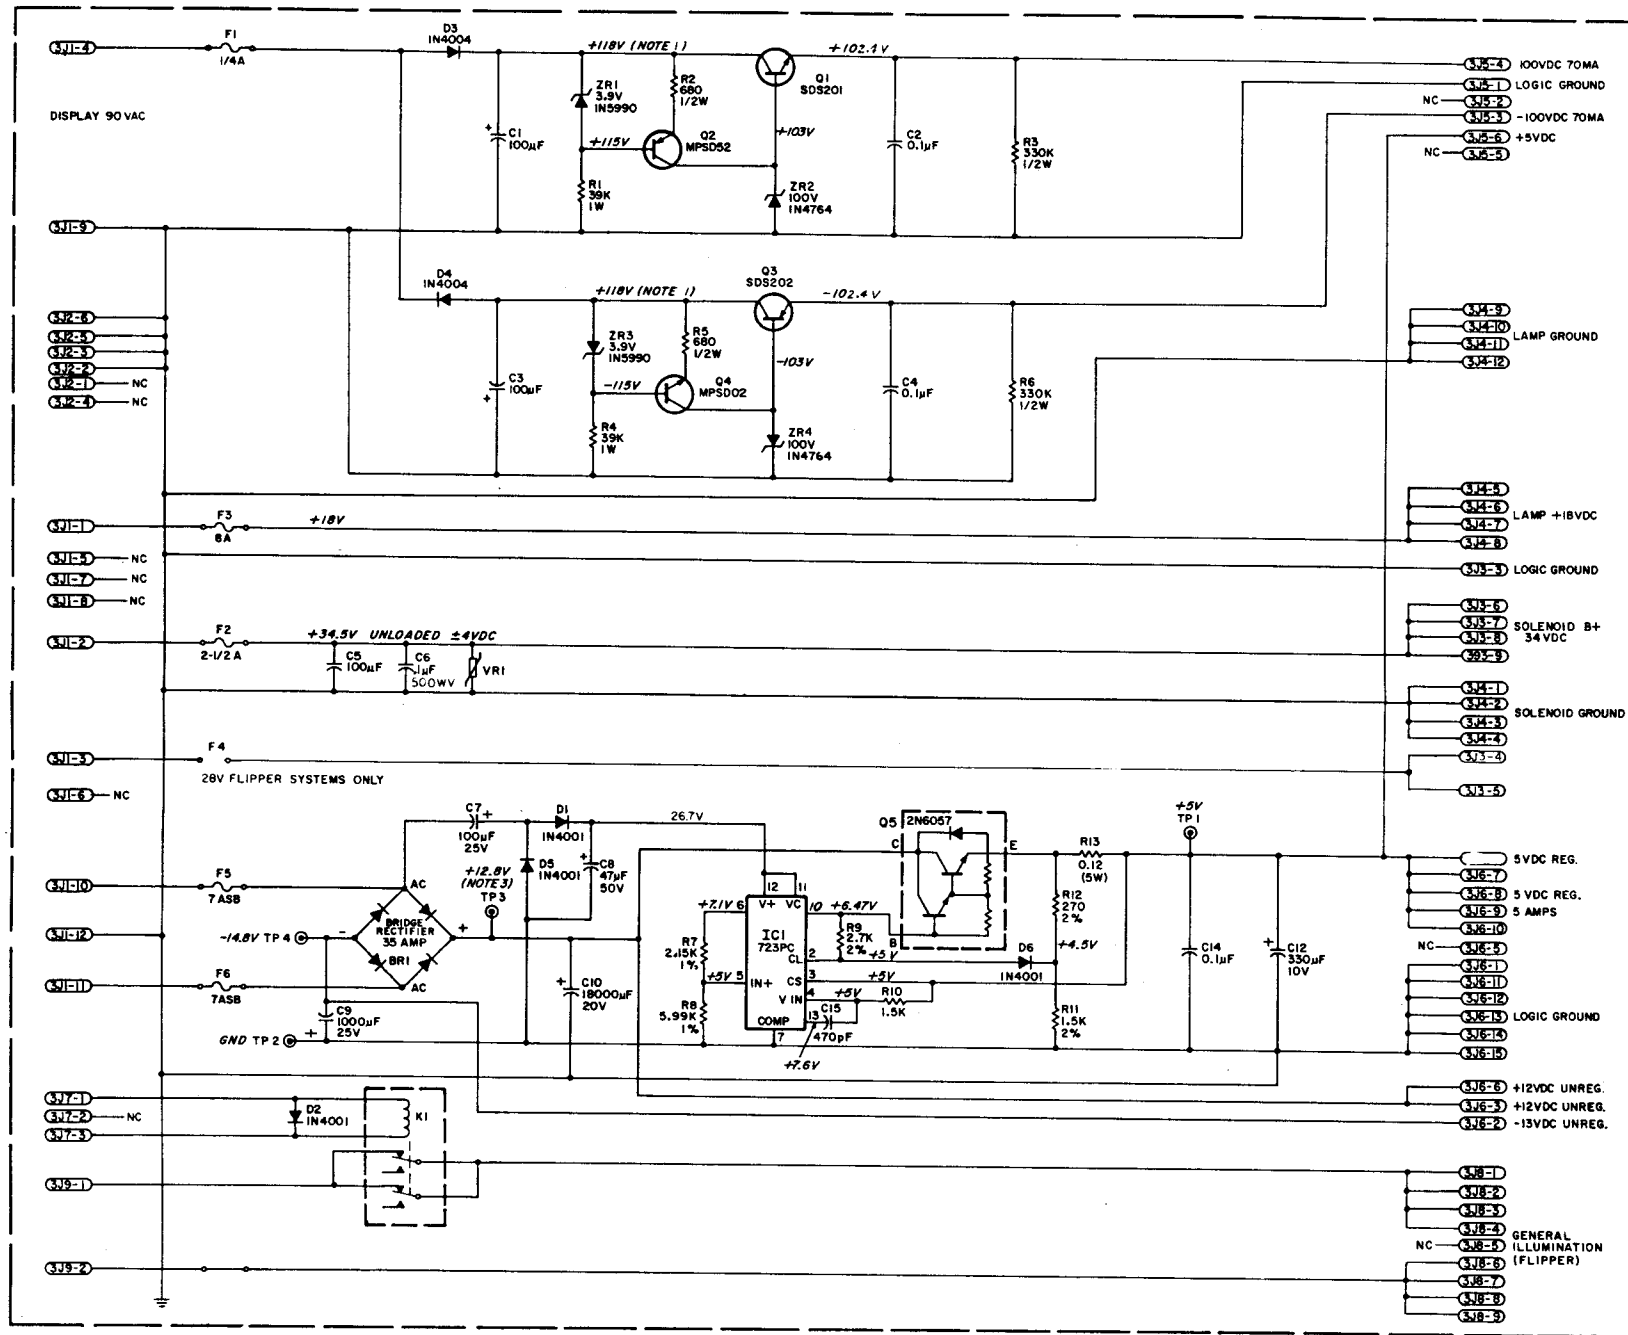 3J1-4
F1
1/4A
D3
1N4004
+118V (NOTE 1)
+102.4V
3J5-4 100VDC 70MA
3J5-1 LOGIC GROUND
NC 3J5-2
3J5-3 -100VDC 70MA
3J5-6 +5VDC
NC 3J5-5
DISPLAY 90 VAC
+ C1
100µF
ZR1
3.9V
1N5990
R2
680
1/2W
Q1
SDS201
+115V
Q2
MPSD52
+103V
C2
0.1µF
R3
330K
1/2W
R1
39K
1W
ZR2
100V
1N4764
3J1-9
D4
1N4004
+118V (NOTE 1)
Q3
SDS202
-102.4V
3J2-6
3J2-5
3J2-3
3J2-2
3J2-1 NC
3J2-4 NC
3J4-9
3J4-10
3J4-11
3J4-12
LAMP GROUND
C3
100µF
+
ZR3
3.9V
1N5990
R5
680
1/2W
-103V
-115V
Q4
MPSD02
C4
0.1µF
R6
330K
1/2W
R4
39K
1W
ZR4
100V
1N4764
3J1-1
F3
8A
+18V
3J4-5
3J4-6
3J4-7
3J4-8
LAMP +18VDC
3J1-5 NC
3J1-7 NC
3J1-8 NC
3J3-3 LOGIC GROUND
3J1-2
F2
2-1/2 A
+34.5V UNLOADED ±4VDC
C5
100µF
C6
.1µF
500WV
VR1
3J3-6
3J3-7
3J3-8
393-9
SOLENOID B+
34VDC
3J4-1
3J4-2
3J4-3
3J4-4
SOLENOID GROUND
3J1-3
F4
28V FLIPPER SYSTEMS ONLY
3J3-4
3J3-5
3J1-6 NC
C7
+
100µF
25V
D1
1N4001
26.7V
D5
1N4001
+ C8
47µF
50V
Q5
2N6057
C
E
B
+5V
TP1
R13
0.12
(5W)
5VDC REG.
3J6-7
3J6-8 5 VDC REG.
3J6-9 5 AMPS
3J6-10
NC 3J6-5
3J6-1
3J6-11
3J6-12
3J6-13 LOGIC GROUND
3J6-14
3J6-15
3J1-10
F5
7 ASB
AC
+12.8V
(NOTE 3)
TP3
BRIDGE
RECTIFIER
35 AMP
BR1
-
+
AC
3J1-12
-14.8V TP4
3J1-11
F6
7ASB
12
11
V+ VC
+7.1V 6
10 +6.47V
IC1
723PC
R7
2.15K
1%
R9
2.7K
2%
2 +5V
CL
D6
1N4001
R12
270
2%
+4.5V
+5V 5
IN+
CS
3 +5V
V IN
4 +5V
R10
1.5K
R8
5.99K
1%
COMP
13
C15
470pF
7
+7.6V
R11
1.5K
2%
C14
0.1µF
+ C12
330µF
10V
+ C10
18000µF
20V
C9
1000µF
25V
+
GND TP2
3J6-6 +12VDC UNREG.
3J6-3 +12VDC UNREG.
3J6-2 -13VDC UNREG.
3J7-1
3J7-2 NC
3J7-3
D2
1N4001
K1
3J9-1
3J8-1
3J8-2
3J8-3
3J8-4
NC 3J8-5
3J8-6
3J8-7
3J8-8
3J8-9
GENERAL
ILLUMINATION
(FLIPPER)
3J9-2